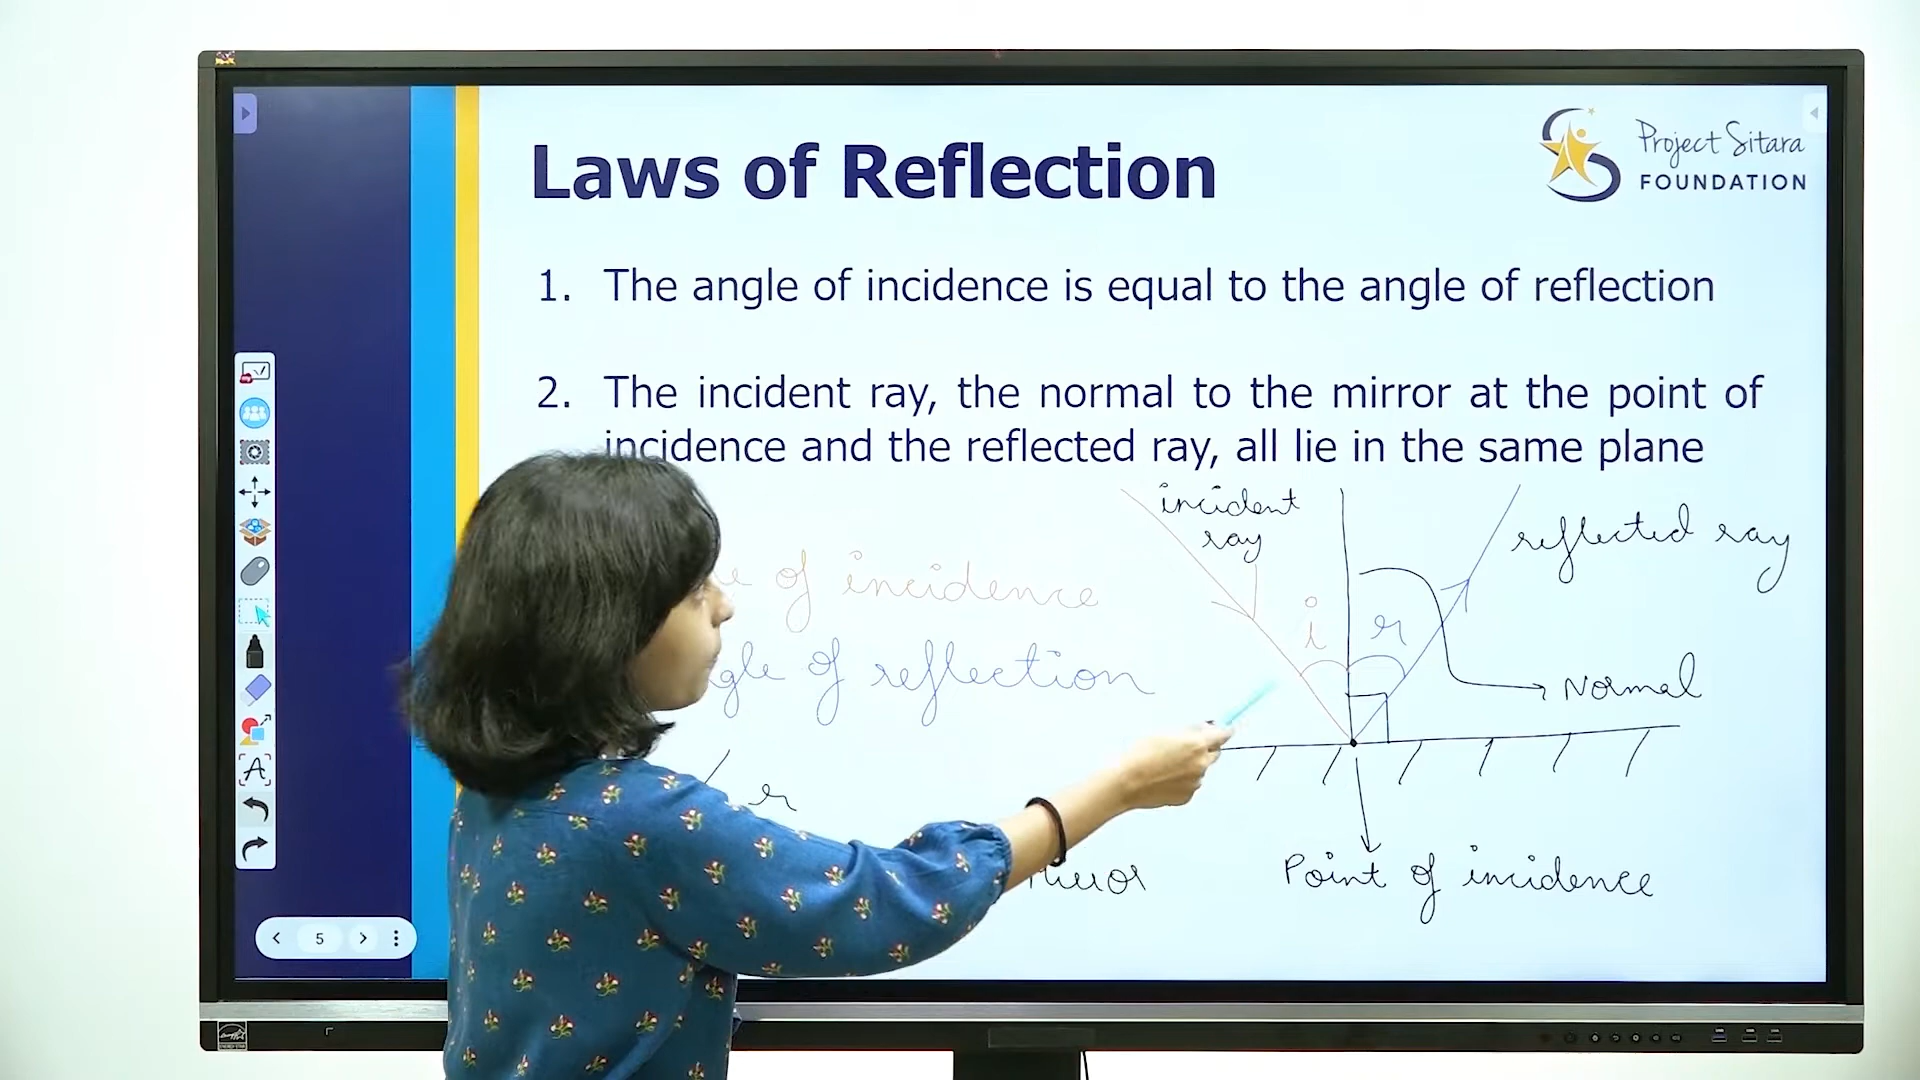 Laws of Reflection
Project Sitara
FOUNDATION
1. The angle of incidence is equal to the angle of reflection
2. The incident ray, the normal to the mirror at the point of
incidence and the reflected ray, all lie in the same plane
incident
ray
reflected ray
of incidence
i
r
of reflection
Normal
r
Point of incidence
A
5